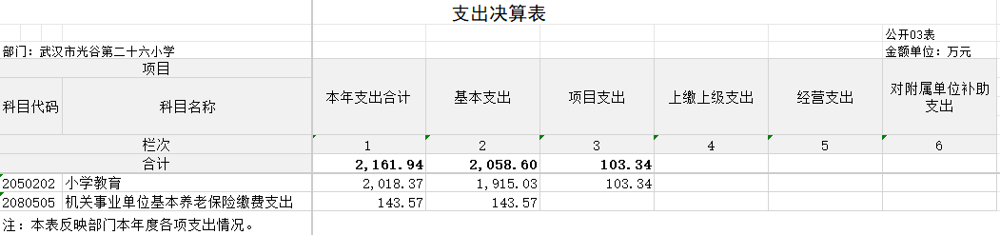 支出决算表
公开03表
部门：武汉市光谷第二十六小学 金额单位：万元
项目 本年支出合计 基本支出 项目支出 上缴上级支出 经营支出 对附属单位补助支出
科目代码 科目名称
栏次 1 2 3 4 5 6
合计 2,161.94 2,058.60 103.34
2050202 小学教育 2,018.37 1,915.03 103.34
2080505 机关事业单位基本养老保险缴费支出 143.57 143.57
注：本表反映部门本年度各项支出情况。